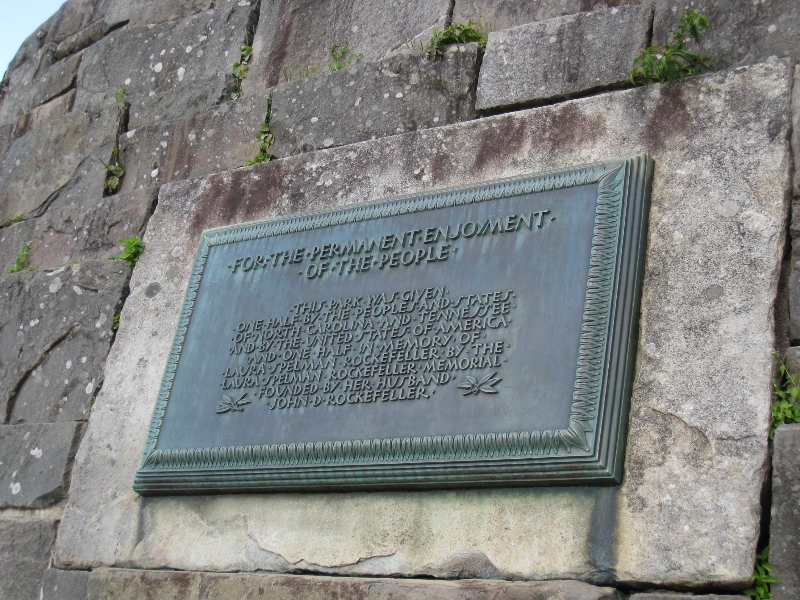 ·FOR·THE·PERMANENT·ENJOYMENT·
·OF·THE·PEOPLE·
·THIS·PARK·WAS·GIVEN·
·ONE·HALF·BY·THE·PEOPLES·AND·STATES·
OF·NORTH·CAROLINA·AND·TENNESSEE·
AND·BY·THE·VNITED·STATES·OF·AMERICA·
·AND·ONE·HALF·IN·MEMORY·OF·
·LAURA·SPELMAN·ROCKEFELLER·BY·THE·
·LAURA·SPELMAN·ROCKEFELLER·MEMORIAL·
·FOUNDED·BY·HER·HUSBAND·
·JOHN·D·ROCKEFELLER·